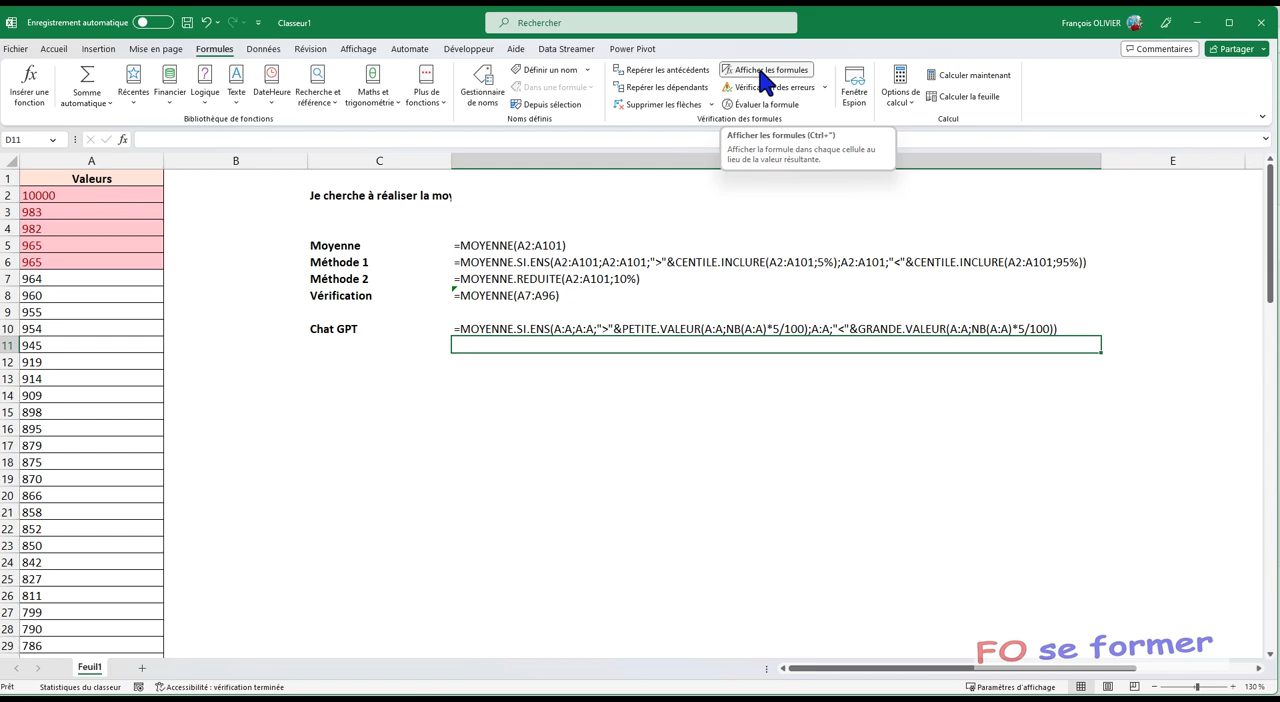 Enregistrement automatique
Classeur1
Rechercher
François OLIVIER
Fichier Accueil Insertion Mise en page Formules Données Révision Affichage Automate Développeur Aide Data Streamer Power Pivot
Commentaires
Partager
Insérer une fonction
Somme automatique
Récentes
Financier
Logique
Texte
DateHeure
Recherche et référence
Maths et trigonométrie
Plus de fonctions
Bibliothèque de fonctions
Gestionnaire de noms
Définir un nom
Dans une formule
Depuis sélection
Noms définis
Repérer les antécédents
Repérer les dépendants
Supprimer les flèches
Afficher les formules
Vérification des erreurs
Évaluer la formule
Vérification des formules
Fenêtre Espion
Options de calcul
Calculer maintenant
Calculer la feuille
Calcul
D11
fx
Afficher les formules (Ctrl+")
Afficher la formule dans chaque cellule au
lieu de la valeur résultante.
A B C E
1 Valeurs
2 10000 Je cherche à réaliser la moy
3 983
4 982
5 965 Moyenne =MOYENNE(A2:A101)
6 965 Méthode 1 =MOYENNE.SI.ENS(A2:A101;A2:A101;">"&CENTILE.INCLURE(A2:A101;5%);A2:A101;"<"&CENTILE.INCLURE(A2:A101;95%))
7 964 Méthode 2 =MOYENNE.REDUITE(A2:A101;10%)
8 960 Vérification =MOYENNE(A7:A96)
9 955
10 954 Chat GPT =MOYENNE.SI.ENS(A:A;A:A;">"&PETITE.VALEUR(A:A;NB(A:A)*5/100);A:A;"<"&GRANDE.VALEUR(A:A;NB(A:A)*5/100))
11 945
12 919
13 914
14 909
15 898
16 895
17 879
18 875
19 870
20 866
21 858
22 852
23 850
24 842
25 827
26 811
27 799
28 790
29 786
FO se former
Feuil1
Prêt Statistiques du classeur Accessibilité : vérification terminée Paramètres d'affichage 130 %